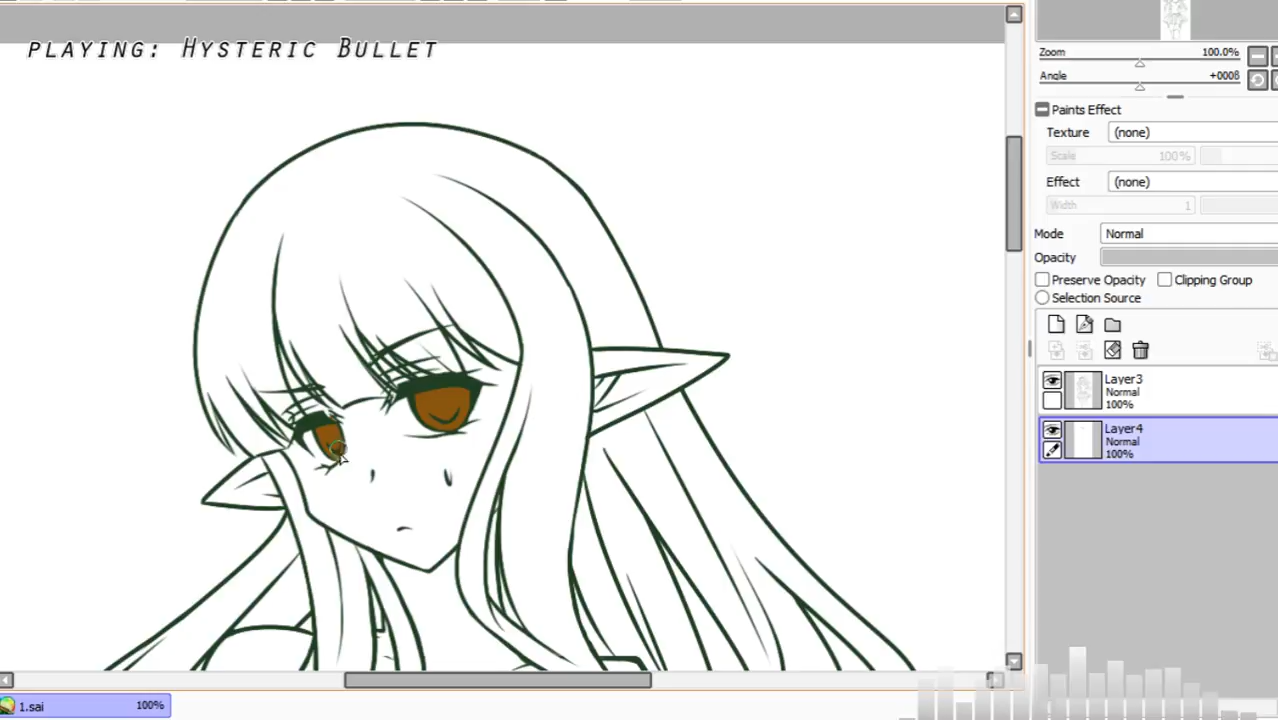 PLAYING: HYSTERIC BULLET
Zoom 100.0%
Angle +0008
Paints Effect
Texture (none)
Scale 100%
Effect (none)
Width 1
Mode Normal
Opacity
Preserve Opacity Clipping Group
Selection Source
Layer3
Normal
100%
Layer4
Normal
100%
1.sai 100%